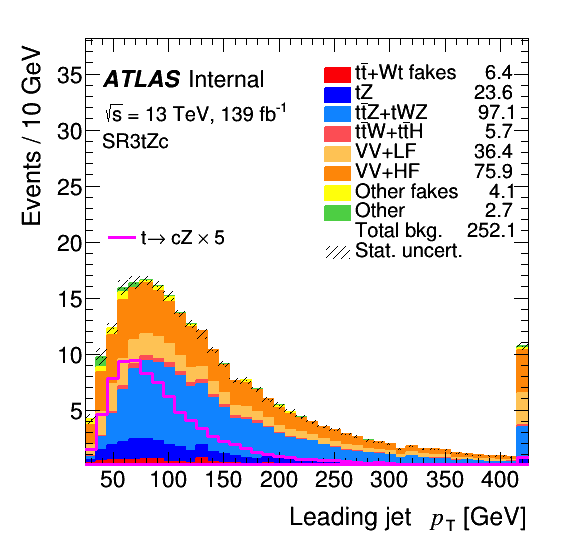 Events / 10 GeV
35
30
25
20
15
10
5
ATLAS Internal
√s = 13 TeV, 139 fb⁻¹
SR3tZc
t→ cZ × 5
tt̄+Wt fakes 6.4
tZ 23.6
tt̄Z+tWZ 97.1
tt̄W+tt̄H 5.7
VV+LF 36.4
VV+HF 75.9
Other fakes 4.1
Other 2.7
Total bkg. 252.1
Stat. uncert.
50 100 150 200 250 300 350 400
Leading jet p_T [GeV]